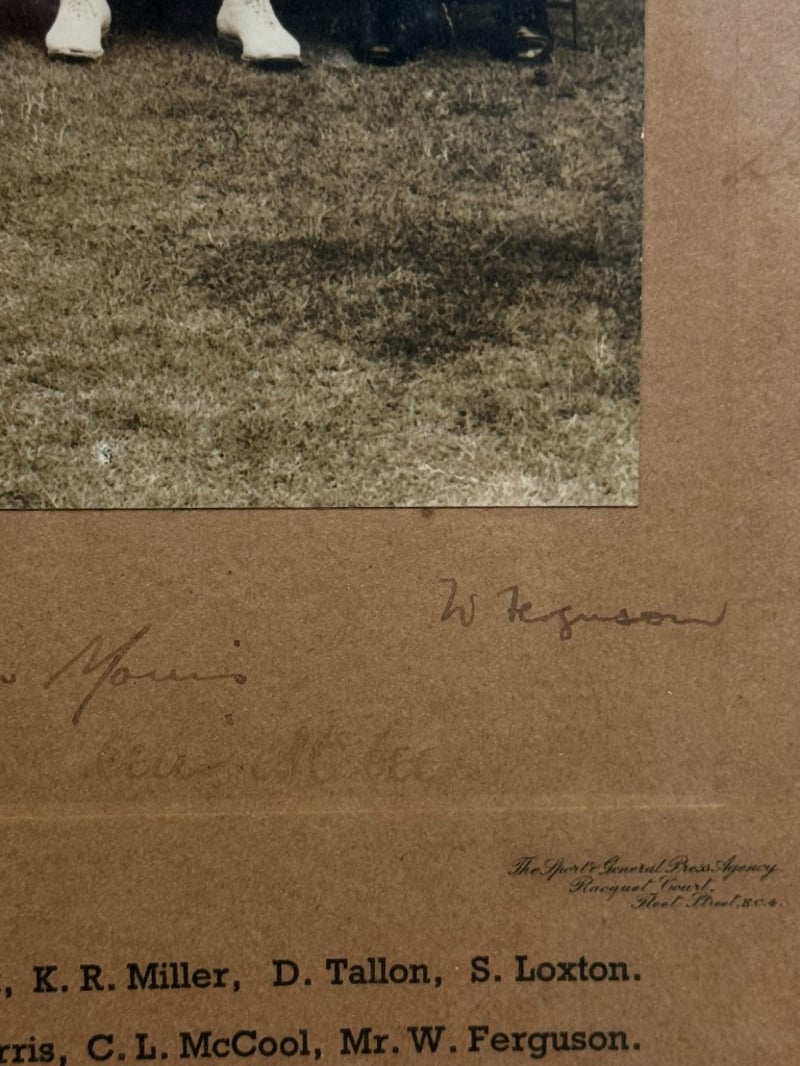 W Ferguson
Morris
The Sport & General Press Agency
Racquet Court,
Fleet Street, E.C.4.
, K. R. Miller, D. Tallon, S. Loxton.
rris, C. L. McCool, Mr. W. Ferguson.